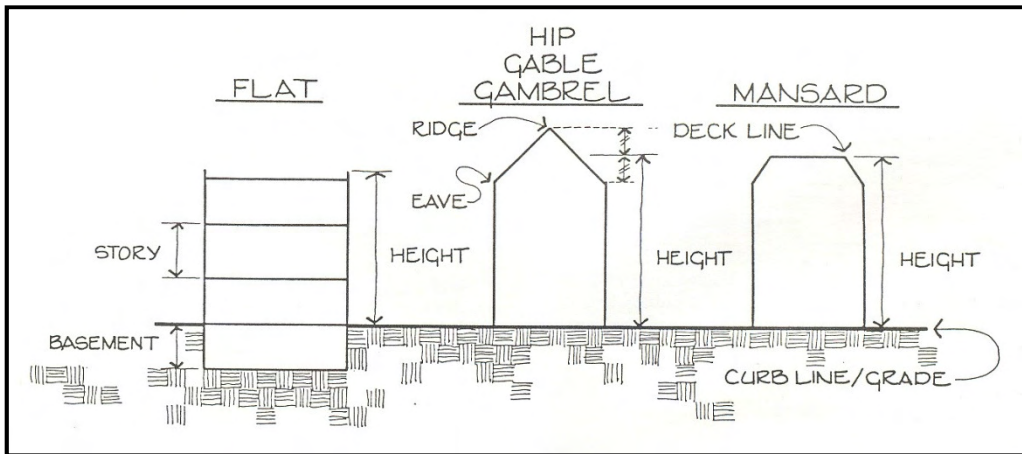 FLAT
HIP
GABLE
GAMBREL
MANSARD
RIDGE
DECK LINE
EAVE
STORY
HEIGHT
HEIGHT
HEIGHT
BASEMENT
CURB LINE/GRADE